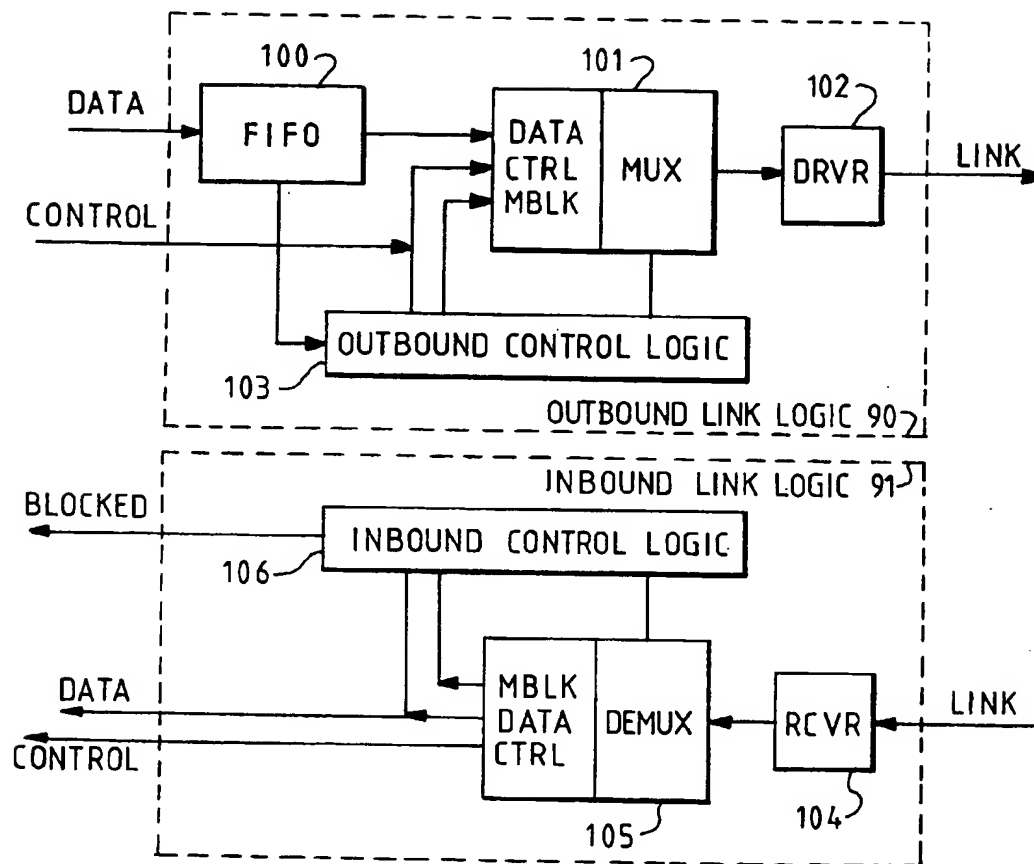 100
101
102
DATA
FIFO
DATA
CTRL
MBLK
MUX
DRVR
LINK
CONTROL
OUTBOUND CONTROL LOGIC
103
OUTBOUND LINK LOGIC 90
INBOUND LINK LOGIC 91
BLOCKED
INBOUND CONTROL LOGIC
106
MBLK
DATA
CTRL
DEMUX
RCVR
LINK
DATA
CONTROL
105
104